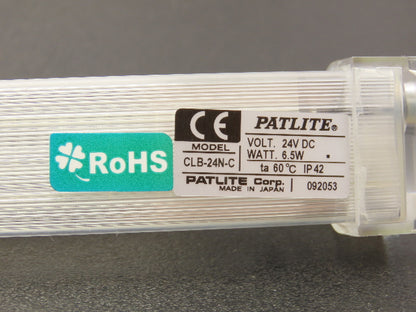 RoHS
CE
PATLITE®
MODEL
CLB-24N-C
VOLT. 24V DC
WATT. 6.5W
ta 60°C IP42
PATLITE Corp.
MADE IN JAPAN
092053